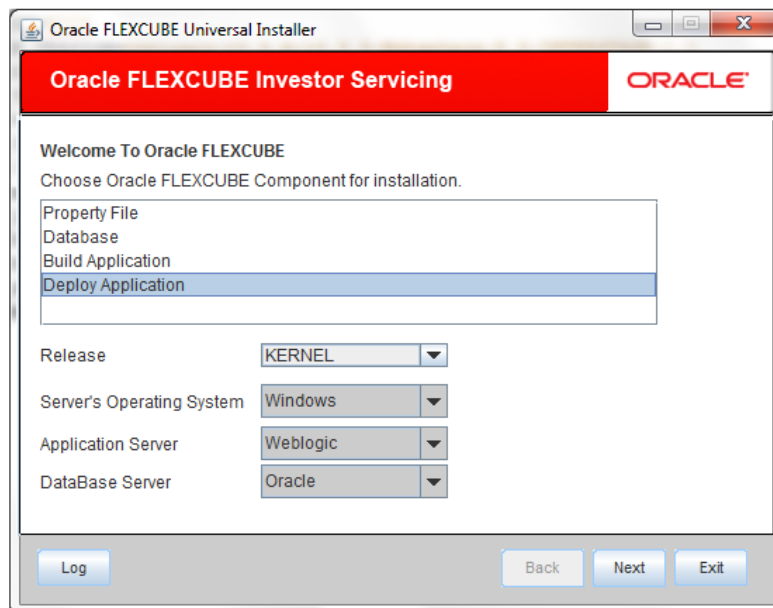 Oracle FLEXCUBE Universal Installer
Oracle FLEXCUBE Investor Servicing ORACLE
Welcome To Oracle FLEXCUBE
Choose Oracle FLEXCUBE Component for installation.
Property File
Database
Build Application
Deploy Application
Release KERNEL
Server's Operating System Windows
Application Server Weblogic
DataBase Server Oracle
Log Back Next Exit